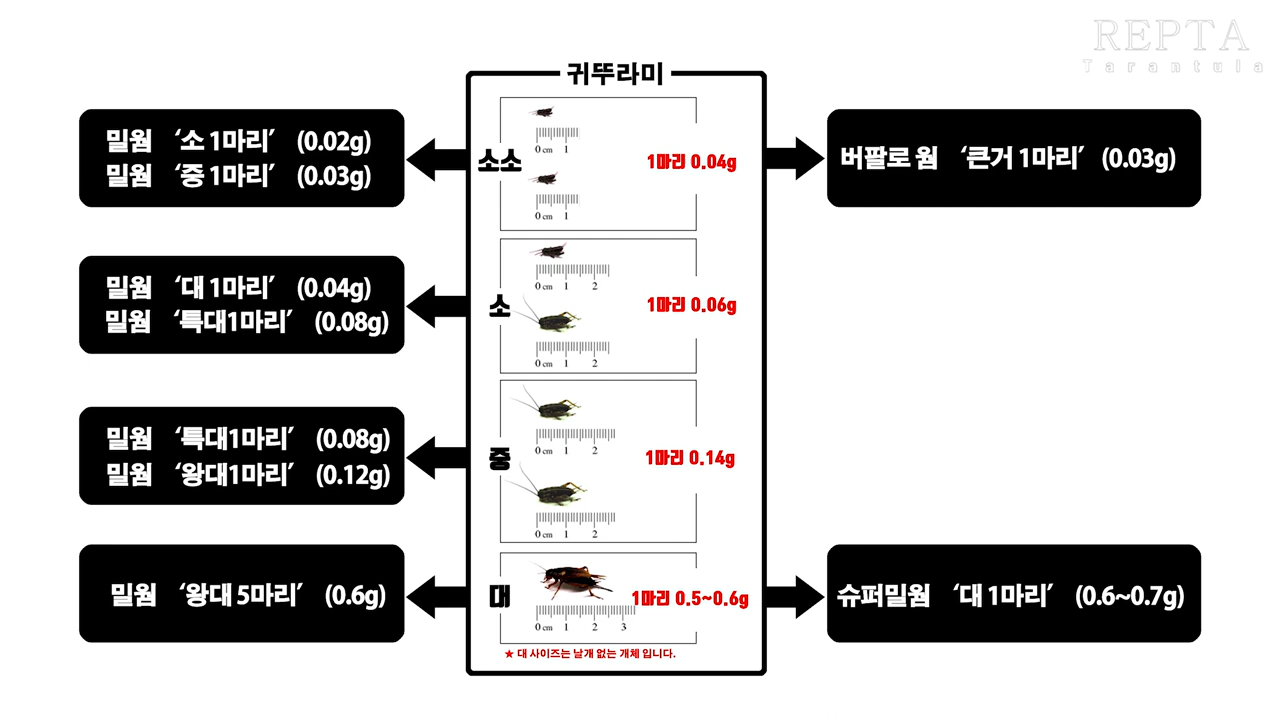 REPTA
Tarantula
귀뚜라미
밀웜 ‘소 1마리’ (0.02g)
밀웜 ‘중 1마리’ (0.03g)
소소
0 cm 1
0 cm 1
1마리 0.04g
버팔로 웜 ‘큰거 1마리’ (0.03g)
밀웜 ‘대 1마리’ (0.04g)
밀웜 ‘특대1마리’ (0.08g)
소
0 cm 1 2
0 cm 1 2
1마리 0.06g
밀웜 ‘특대1마리’ (0.08g)
밀웜 ‘왕대1마리’ (0.12g)
중
0 cm 1 2
0 cm 1 2
1마리 0.14g
밀웜 ‘왕대 5마리’ (0.6g)
대
0 cm 1 2 3
1마리 0.5~0.6g
슈퍼밀웜 ‘대 1마리’ (0.6~0.7g)
★ 대 사이즈는 날개 없는 개체 입니다.